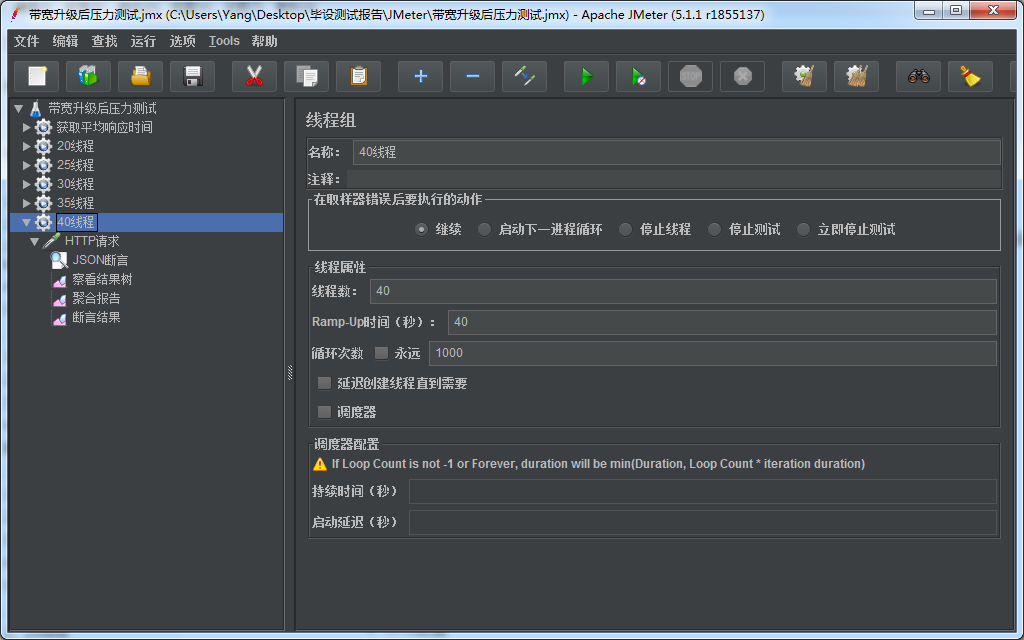 带宽升级后压力测试.jmx (C:\Users\Yang\Desktop\毕设测试报告\JMeter\带宽升级后压力测试.jmx) - Apache JMeter (5.1.1 r1855137)
文件 编辑 查找 运行 选项 Tools 帮助
STOP
带宽升级后压力测试
获取平均响应时间
20线程
25线程
30线程
35线程
40线程
HTTP请求
JSON断言
察看结果树
聚合报告
断言结果
线程组
名称： 40线程
注释：
在取样器错误后要执行的动作
继续 启动下一进程循环 停止线程 停止测试 立即停止测试
线程属性
线程数： 40
Ramp-Up时间（秒）： 40
循环次数 永远 1000
延迟创建线程直到需要
调度器
调度器配置
If Loop Count is not -1 or Forever, duration will be min(Duration, Loop Count * iteration duration)
持续时间（秒）
启动延迟（秒）